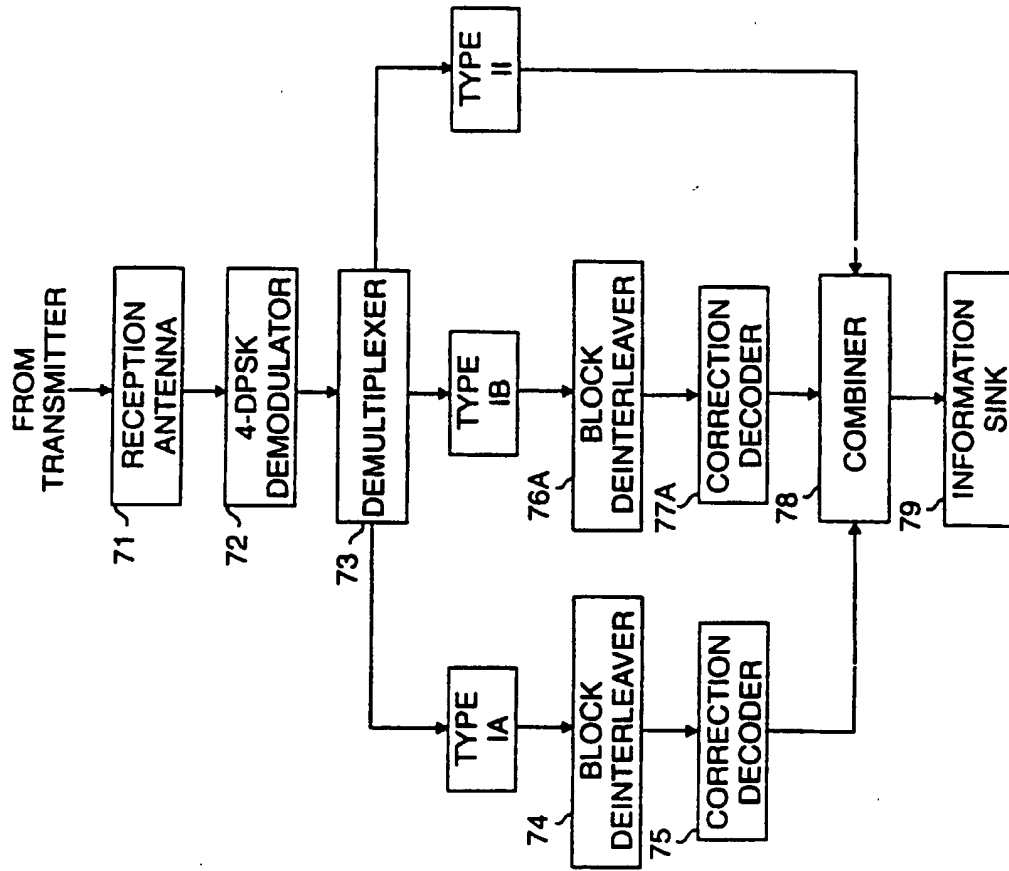 FROM
TRANSMITTER
71
RECEPTION
ANTENNA
72
4-DPSK
DEMODULATOR
73
DEMULTIPLEXER
TYPE
IA
TYPE
IB
TYPE
II
74
BLOCK
DEINTERLEAVER
76A
BLOCK
DEINTERLEAVER
75
CORRECTION
DECODER
77A
CORRECTION
DECODER
78
COMBINER
79
INFORMATION
SINK